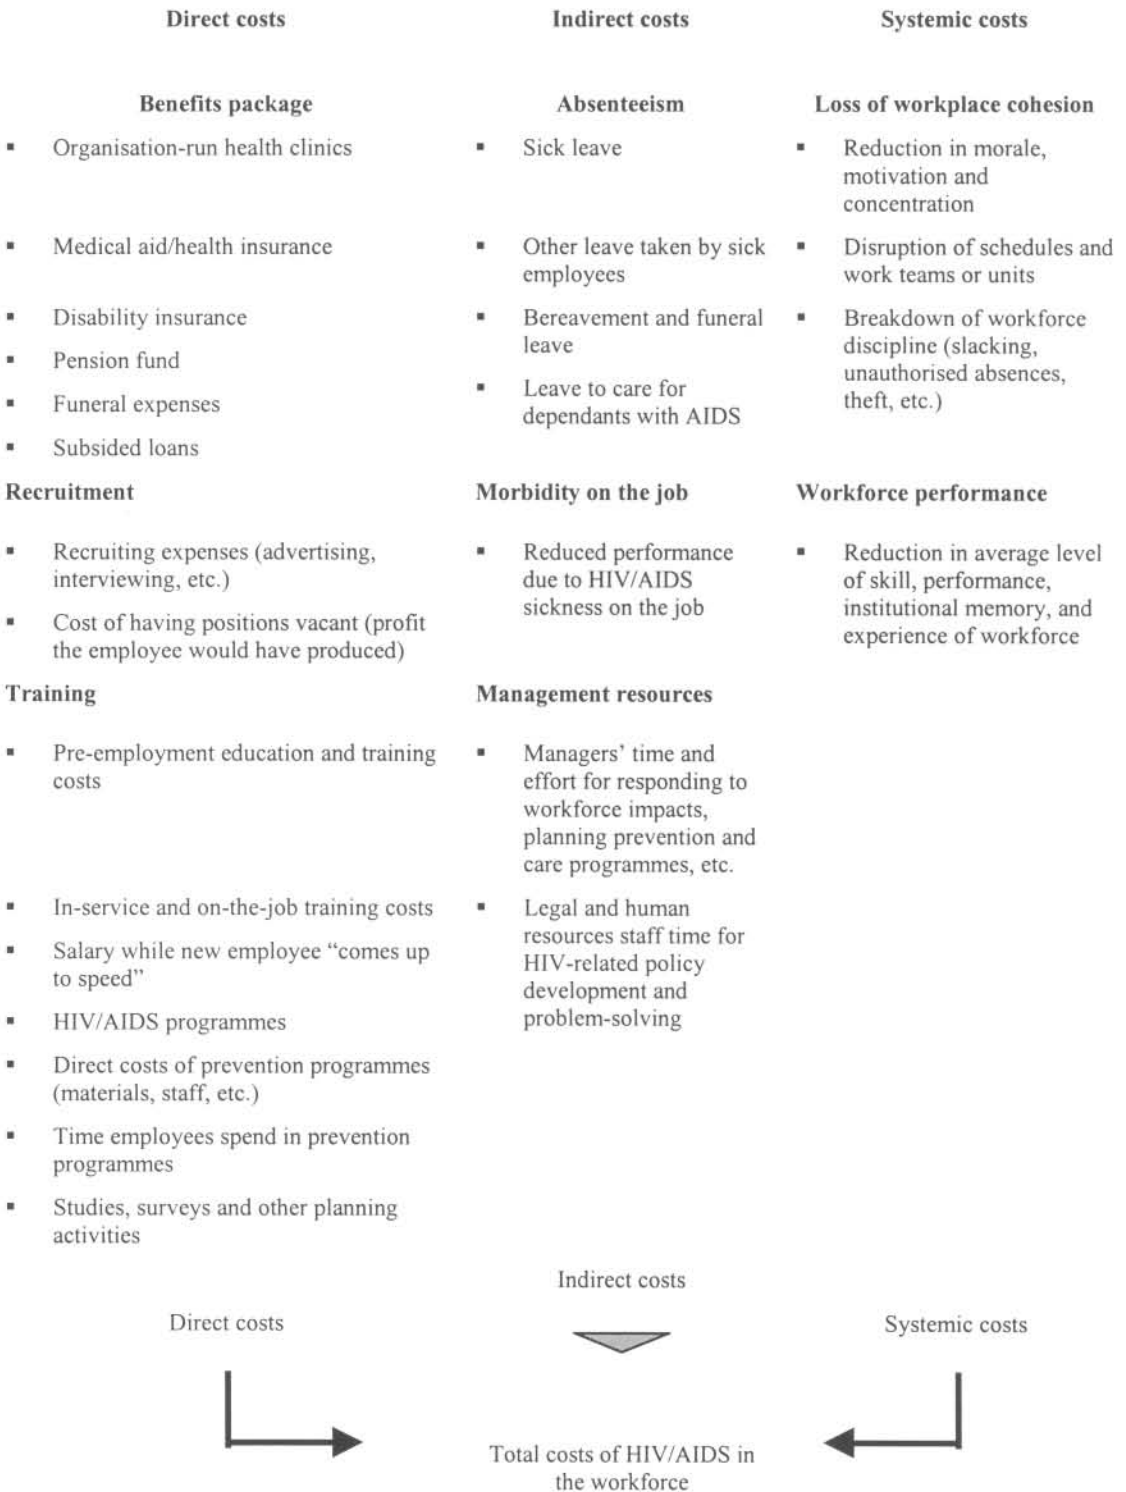 Direct costs
Indirect costs
Systemic costs
Benefits package
Absenteeism
Loss of workplace cohesion
▪ Organisation-run health clinics
▪ Sick leave
▪ Reduction in morale,
motivation and
concentration
▪ Medical aid/health insurance
▪ Other leave taken by sick
employees
▪ Disruption of schedules and
work teams or units
▪ Disability insurance
▪ Pension fund
▪ Funeral expenses
▪ Subsided loans
▪ Bereavement and funeral
leave
▪ Leave to care for
dependants with AIDS
▪ Breakdown of workforce
discipline (slacking,
unauthorised absences,
theft, etc.)
Recruitment
Morbidity on the job
Workforce performance
▪ Recruiting expenses (advertising,
interviewing, etc.)
▪ Cost of having positions vacant (profit
the employee would have produced)
▪ Reduced performance
due to HIV/AIDS
sickness on the job
▪ Reduction in average level
of skill, performance,
institutional memory, and
experience of workforce
Training
Management resources
▪ Pre-employment education and training
costs
▪ Managers’ time and
effort for responding to
workforce impacts,
planning prevention and
care programmes, etc.
▪ In-service and on-the-job training costs
▪ Salary while new employee “comes up
to speed”
▪ HIV/AIDS programmes
▪ Direct costs of prevention programmes
(materials, staff, etc.)
▪ Time employees spend in prevention
programmes
▪ Studies, surveys and other planning
activities
▪ Legal and human
resources staff time for
HIV-related policy
development and
problem-solving
Indirect costs
Direct costs
Systemic costs
Total costs of HIV/AIDS in
the workforce